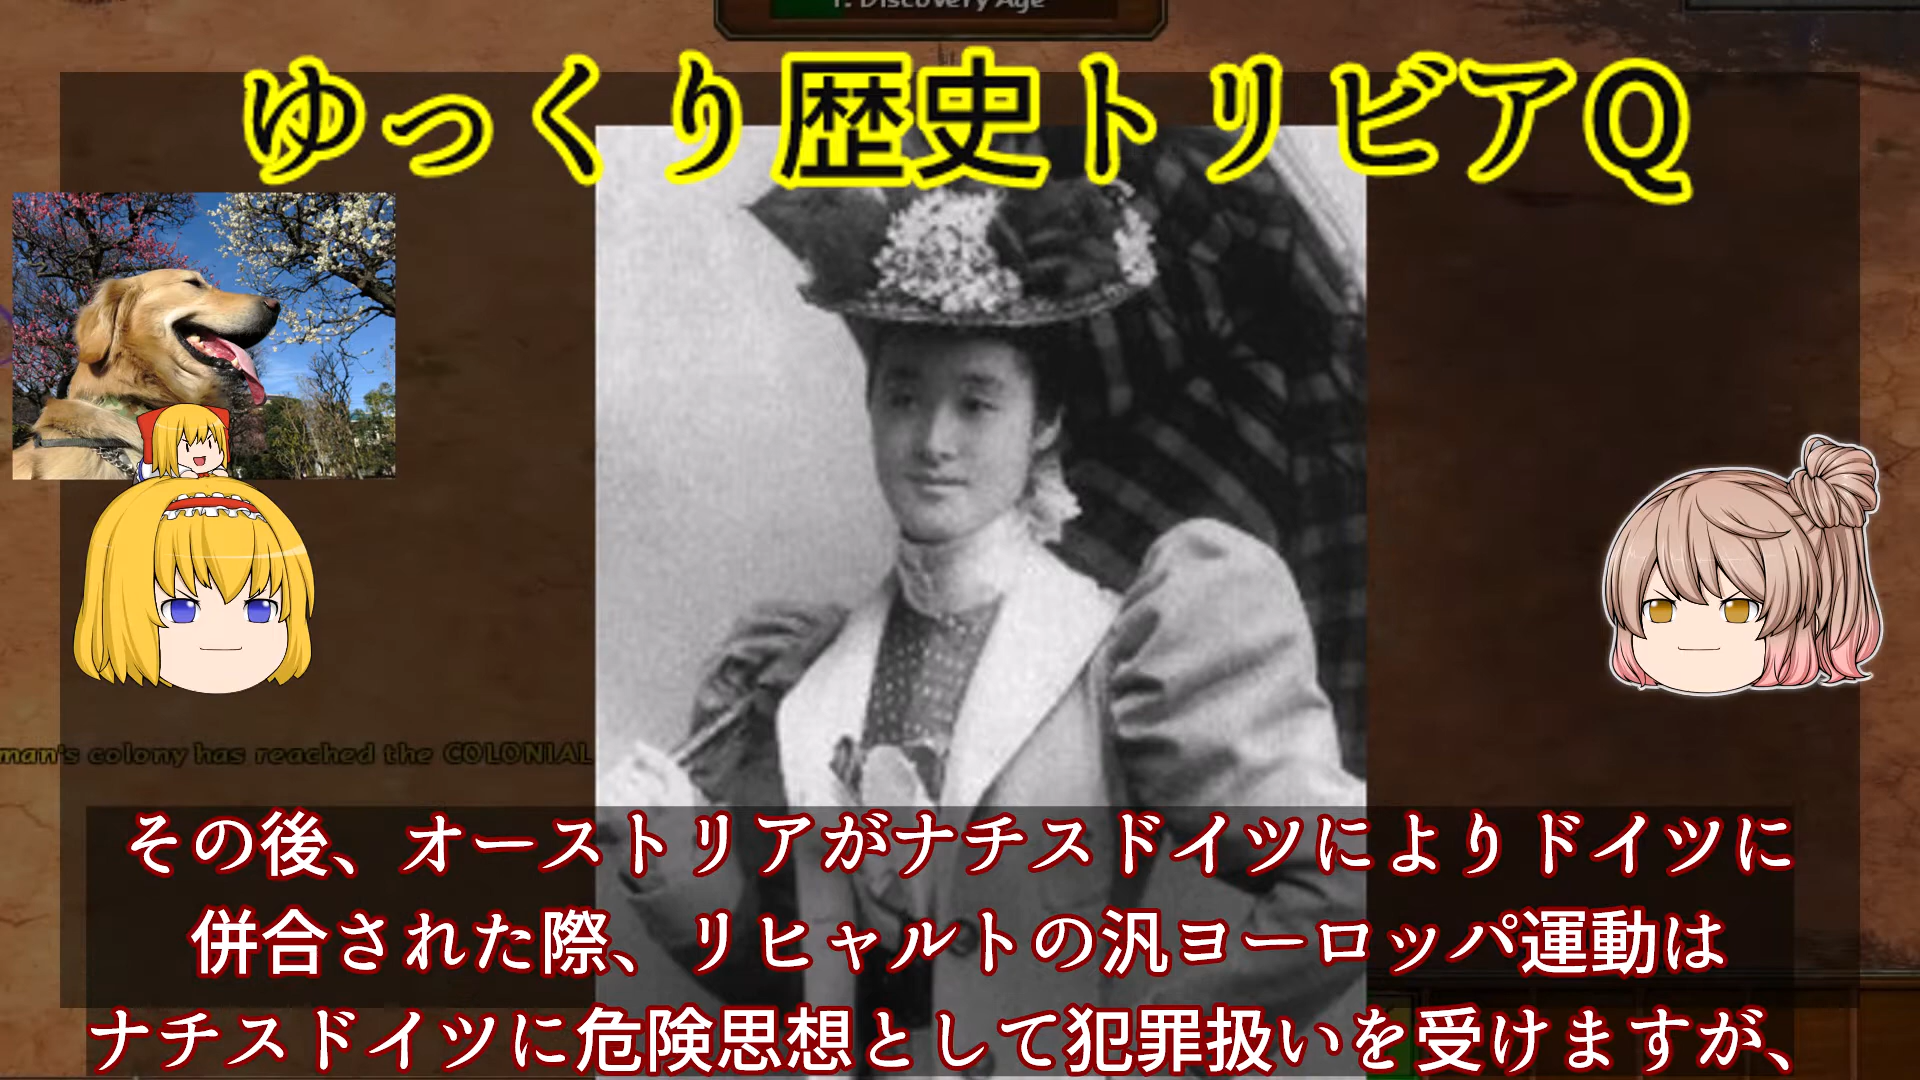 1. Discovery Age
ゆっくり歴史トリビアQ
man's colony has reached the COLONIAL
その後、オーストリアがナチスドイツによりドイツに
併合された際、リヒャルトの汎ヨーロッパ運動は
ナチスドイツに危険思想として犯罪扱いを受けますが、